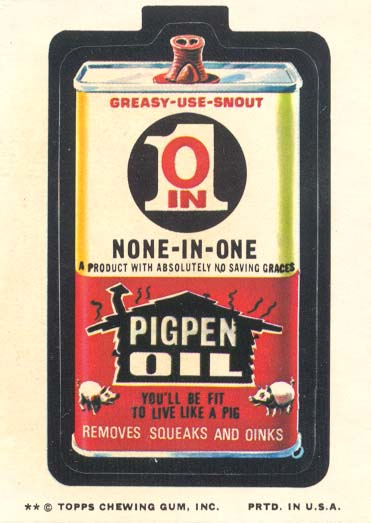 GREASY-USE-SNOUT
1
0
IN
NONE-IN-ONE
A PRODUCT WITH ABSOLUTELY NO SAVING GRACES
PIGPEN
OIL
YOU'LL BE FIT
TO LIVE LIKE A PIG
REMOVES SQUEAKS AND OINKS
** © TOPPS CHEWING GUM, INC. PRTD. IN U.S.A.